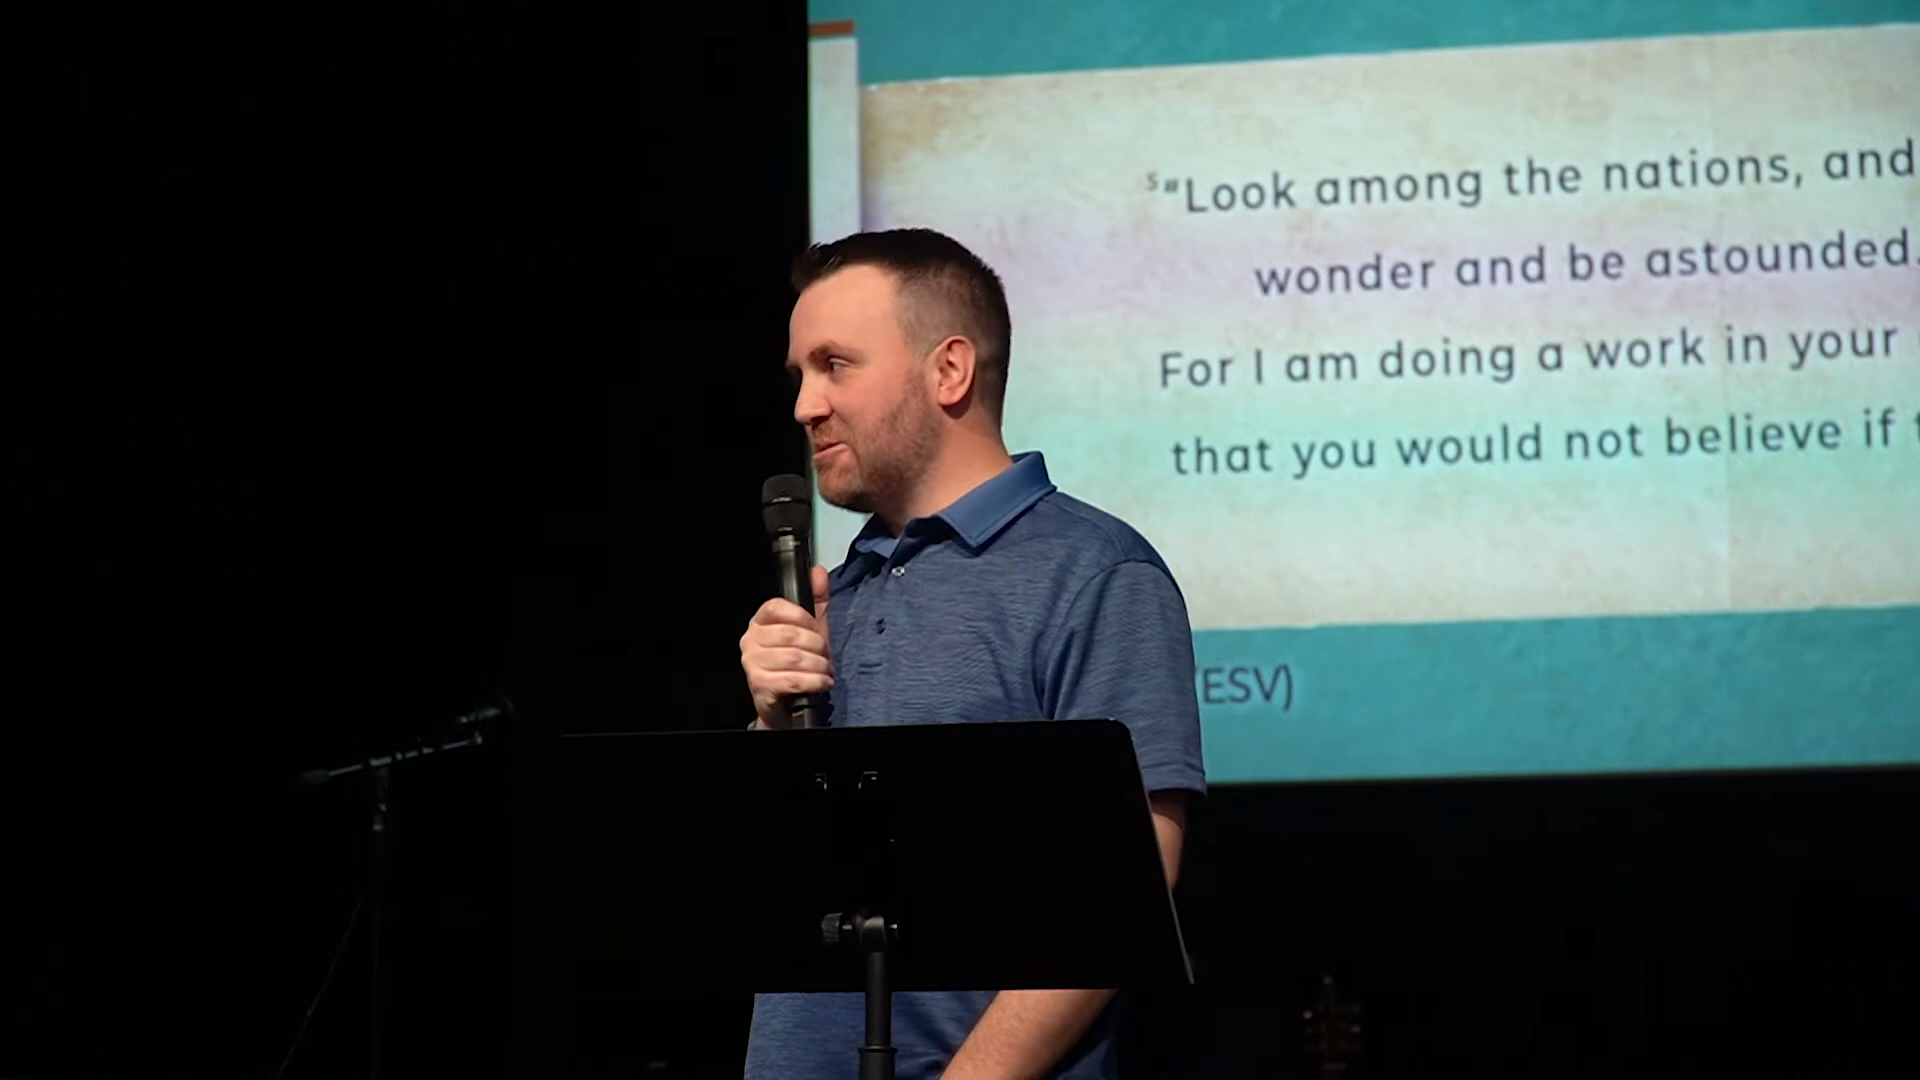 5 "Look among the nations, and
wonder and be astounded.
For I am doing a work in your
that you would not believe if
(ESV)